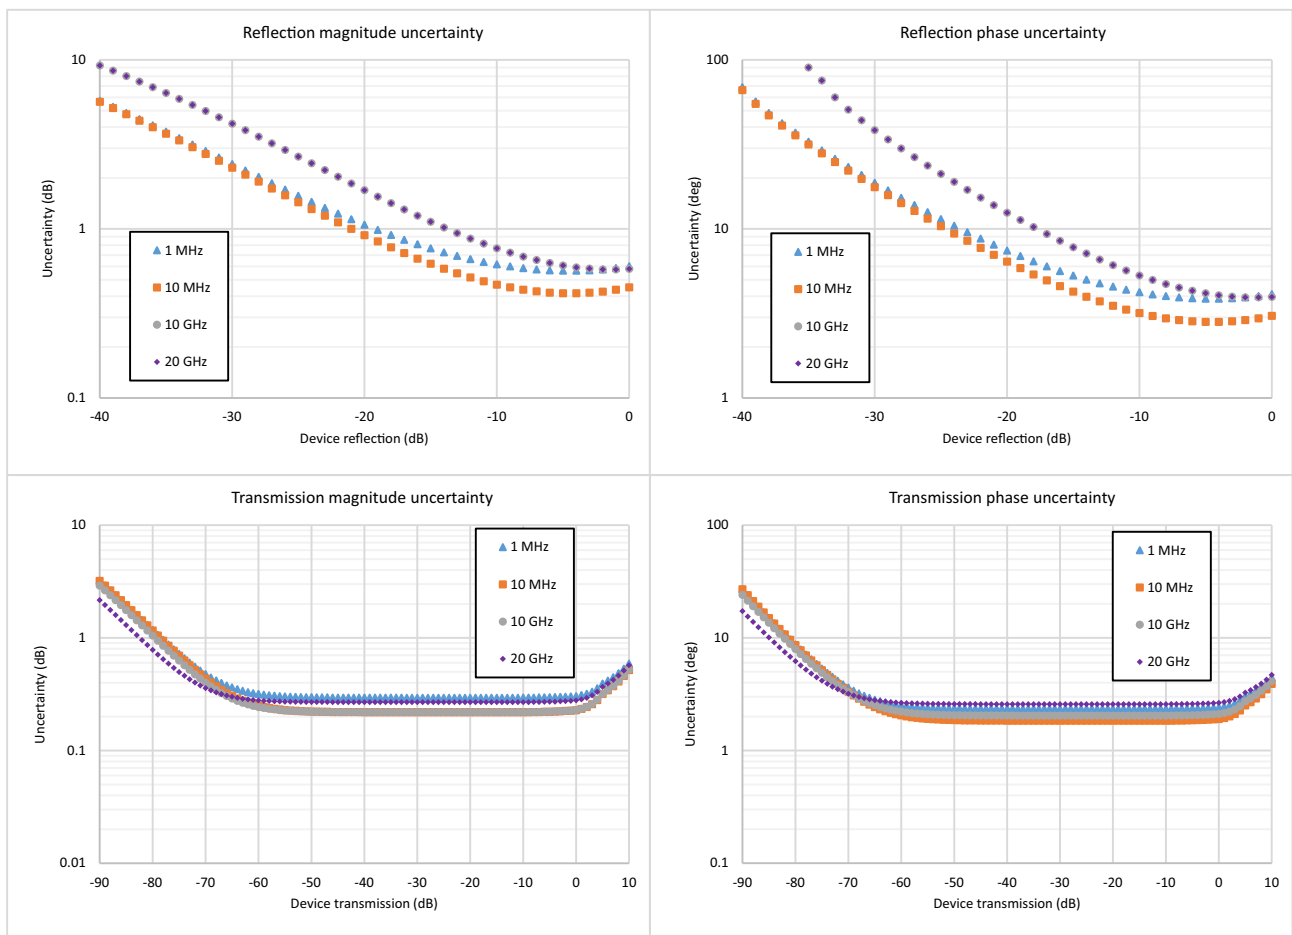 Reflection magnitude uncertainty
10
1
0.1
Uncertainty (dB)
1 MHz
10 MHz
10 GHz
20 GHz
-40 -30 -20 -10 0
Device reflection (dB)
Reflection phase uncertainty
100
10
1
Uncertainty (deg)
1 MHz
10 MHz
10 GHz
20 GHz
-40 -30 -20 -10 0
Device reflection (dB)
Transmission magnitude uncertainty
10
1
0.1
0.01
Uncertainty (dB)
1 MHz
10 MHz
10 GHz
20 GHz
-90 -80 -70 -60 -50 -40 -30 -20 -10 0 10
Device transmission (dB)
Transmission phase uncertainty
100
10
1
0.1
Uncertainty (deg)
1 MHz
10 MHz
10 GHz
20 GHz
-90 -80 -70 -60 -50 -40 -30 -20 -10 0 10
Device transmission (dB)